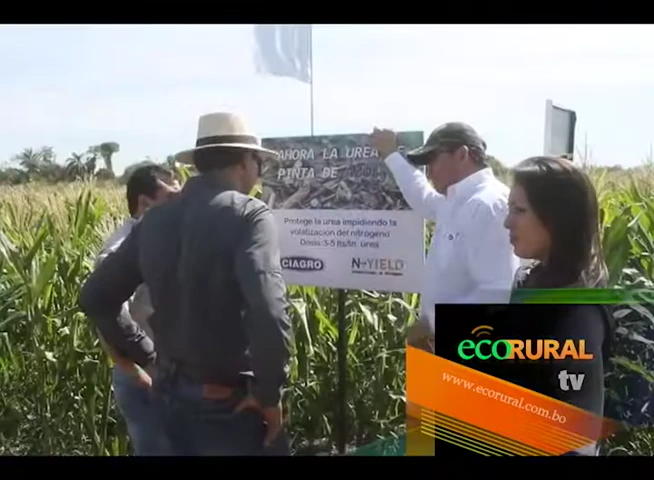 AHORA LA UREA
PINTA DE
Protege la urea impidiendo la
volatización del nitrógeno
Dosis: 3-5 lts/tn urea
CIAGRO
N-YIELD
ecoRURAL
tv
www.ecorural.com.bo